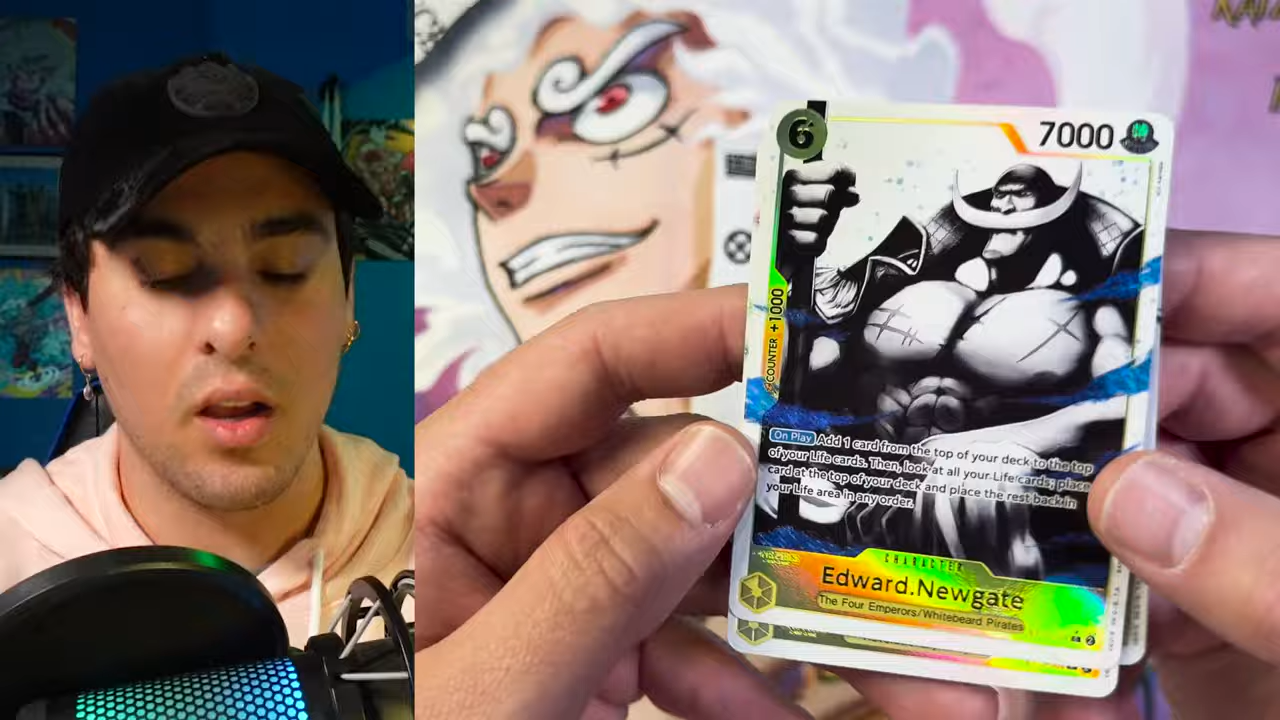 6
7000
COUNTER +1000
On Play Add 1 card from the top of your deck to the top
of your Life cards. Then, look at all your Life cards; place
card at the top of your deck and place the rest back in
your Life area in any order.
CHARACTER
Edward.Newgate
The Four Emperors/Whitebeard Pirates